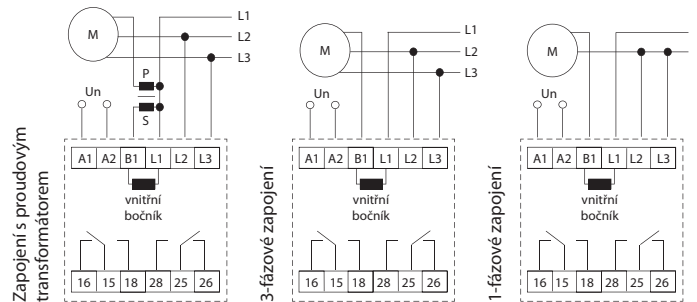 Zapojení s proudovým
transformátorem
M
L1
L2
L3
P
S
Un
A1 A2 B1 L1 L2 L3
vnitřní
bočník
16 15 18 28 25 26
3-fázové zapojení
M
L1
L2
L3
Un
A1 A2 B1 L1 L2 L3
vnitřní
bočník
16 15 18 28 25 26
1-fázové zapojení
M
Un
A1 A2 B1 L1 L2 L3
vnitřní
bočník
16 15 18 28 25 26